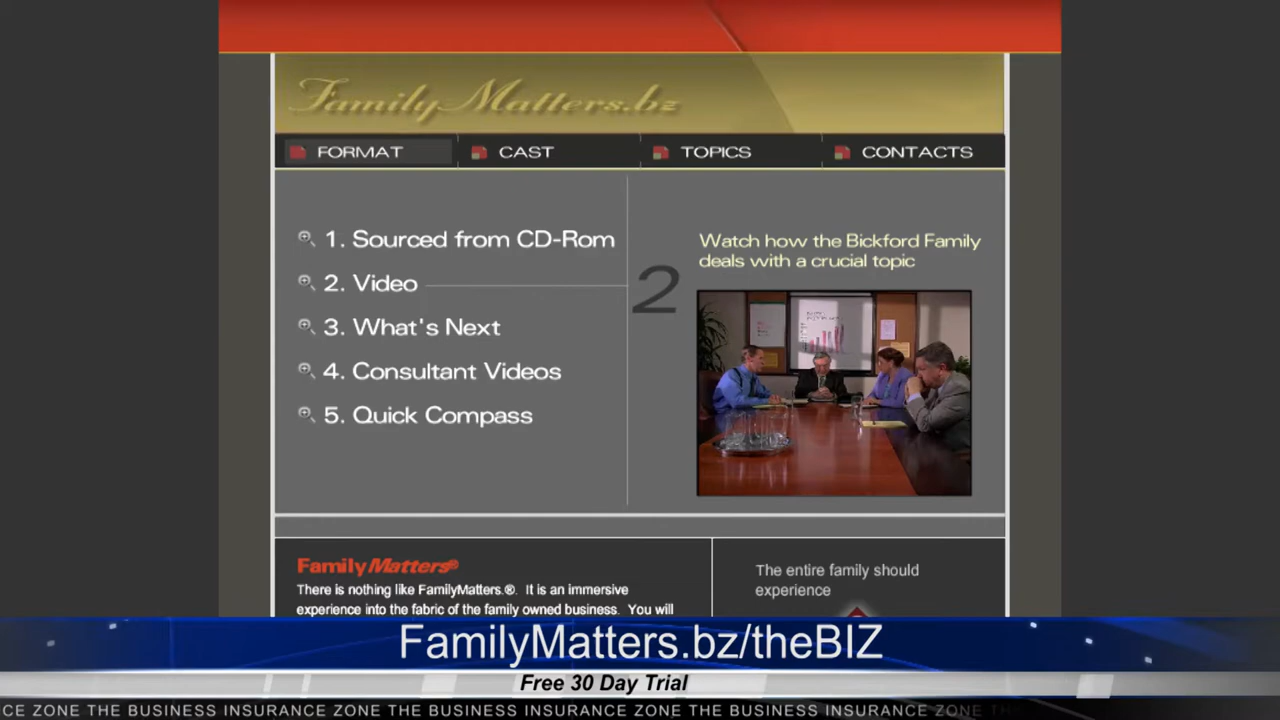 FamilyMatters.bz
FORMAT
CAST
TOPICS
CONTACTS
1. Sourced from CD-Rom
2. Video
3. What's Next
4. Consultant Videos
5. Quick Compass
2
Watch how the Bickford Family
deals with a crucial topic
FamilyMatters®
There is nothing like FamilyMatters.®. It is an immersive
experience into the fabric of the family owned business. You will
The entire family should
experience
FamilyMatters.bz/theBIZ
Free 30 Day Trial
CE ZONE THE BUSINESS INSURANCE ZONE THE BUSINESS INSURANCE ZONE THE BUSINESS INSURANCE ZONE